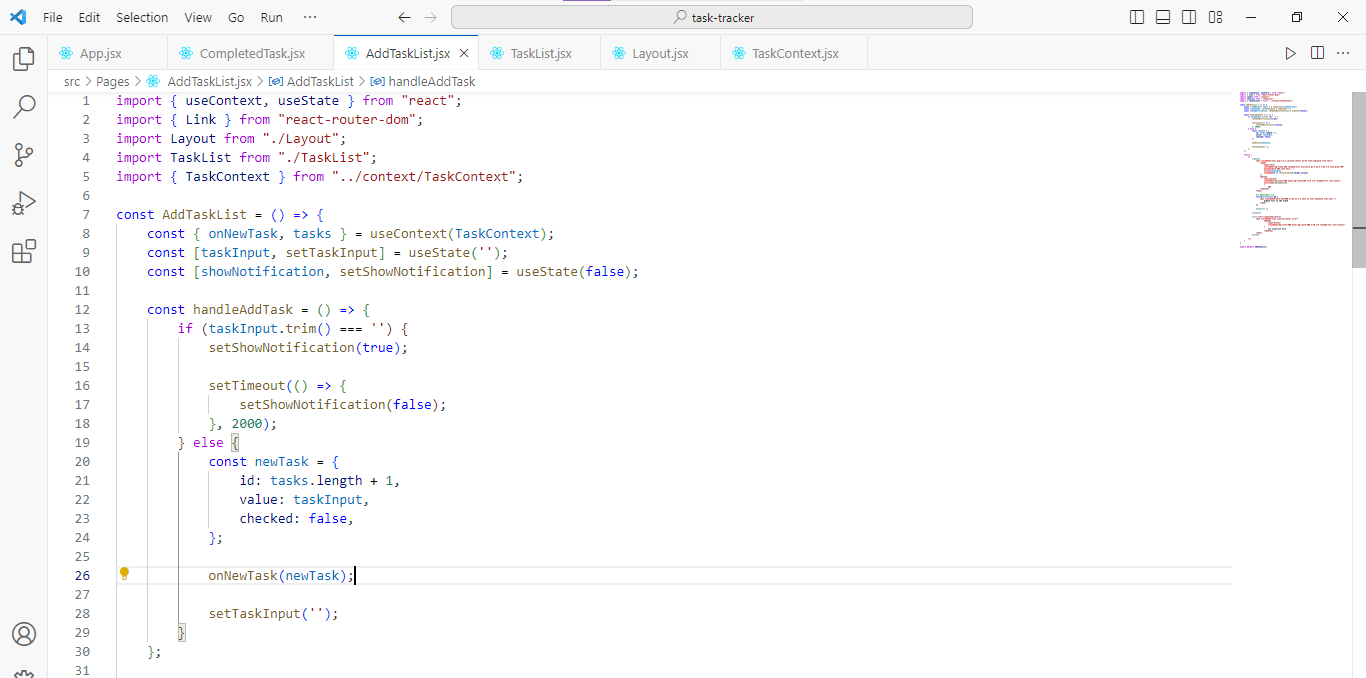 File Edit Selection View Go Run ··· task-tracker
App.jsx CompletedTask.jsx AddTaskList.jsx TaskList.jsx Layout.jsx TaskContext.jsx
src > Pages > AddTaskList.jsx > AddTaskList > handleAddTask
1 import { useContext, useState } from "react";
2 import { Link } from "react-router-dom";
3 import Layout from "./Layout";
4 import TaskList from "./TaskList";
5 import { TaskContext } from "../context/TaskContext";
6
7 const AddTaskList = () => {
8     const { onNewTask, tasks } = useContext(TaskContext);
9     const [taskInput, setTaskInput] = useState('');
10     const [showNotification, setShowNotification] = useState(false);
11
12     const handleAddTask = () => {
13         if (taskInput.trim() === '') {
14             setShowNotification(true);
15
16             setTimeout(() => {
17                 setShowNotification(false);
18             }, 2000);
19         } else {
20             const newTask = {
21                 id: tasks.length + 1,
22                 value: taskInput,
23                 checked: false,
24             };
25
26             onNewTask(newTask);
27
28             setTaskInput('');
29         }
30     };
31